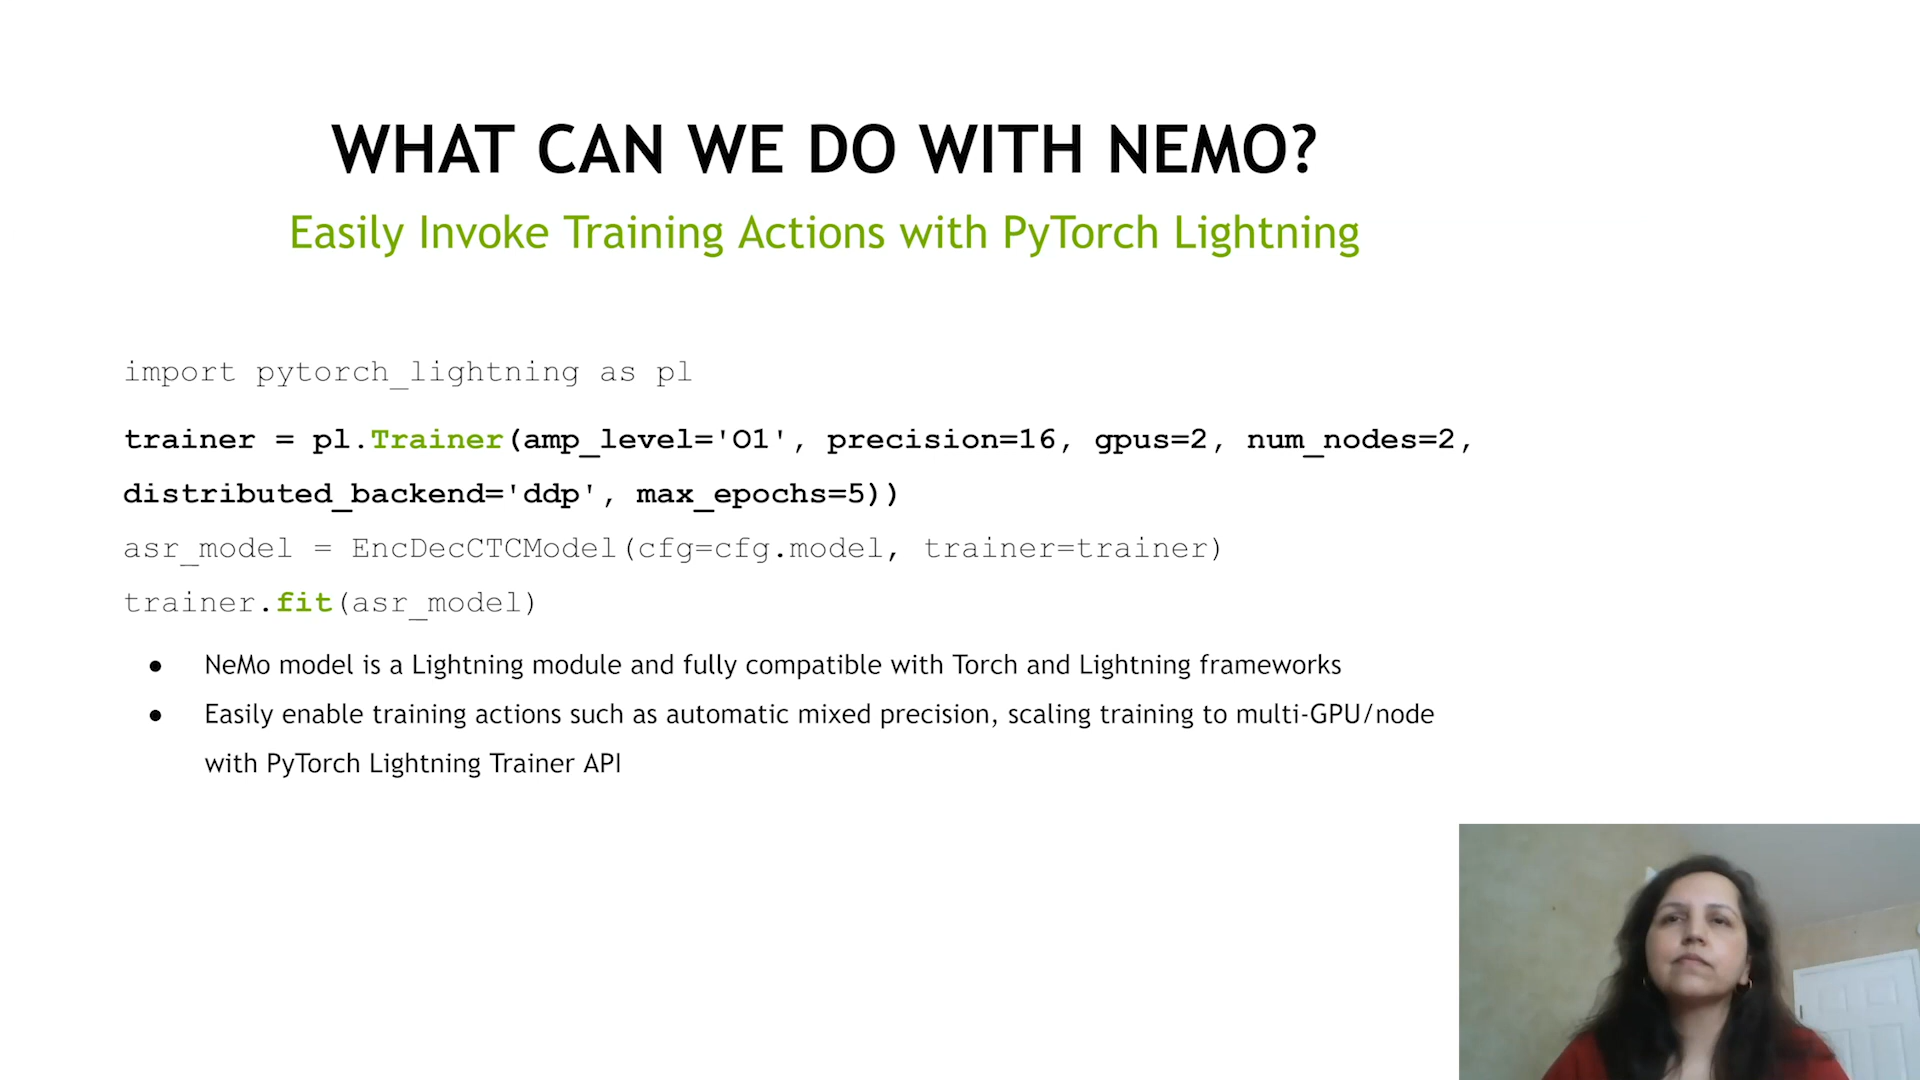 WHAT CAN WE DO WITH NEMO?
Easily Invoke Training Actions with PyTorch Lightning
import pytorch_lightning as pl
trainer = pl.Trainer(amp_level='O1', precision=16, gpus=2, num_nodes=2,
distributed_backend='ddp', max_epochs=5))
asr_model = EncDecCTCModel(cfg=cfg.model, trainer=trainer)
trainer.fit(asr_model)
● NeMo model is a Lightning module and fully compatible with Torch and Lightning frameworks
● Easily enable training actions such as automatic mixed precision, scaling training to multi-GPU/node
with PyTorch Lightning Trainer API